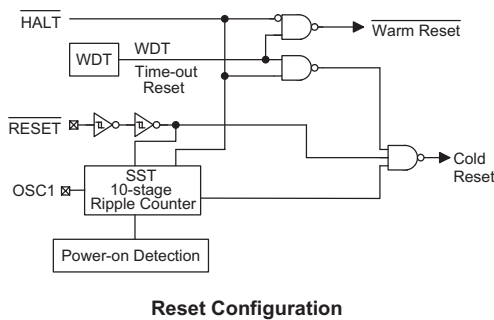 HALT
WDT
WDT
Time-out
Reset
Warm Reset
RESET
OSC1
SST
10-stage
Ripple Counter
Cold
Reset
Power-on Detection
Reset Configuration